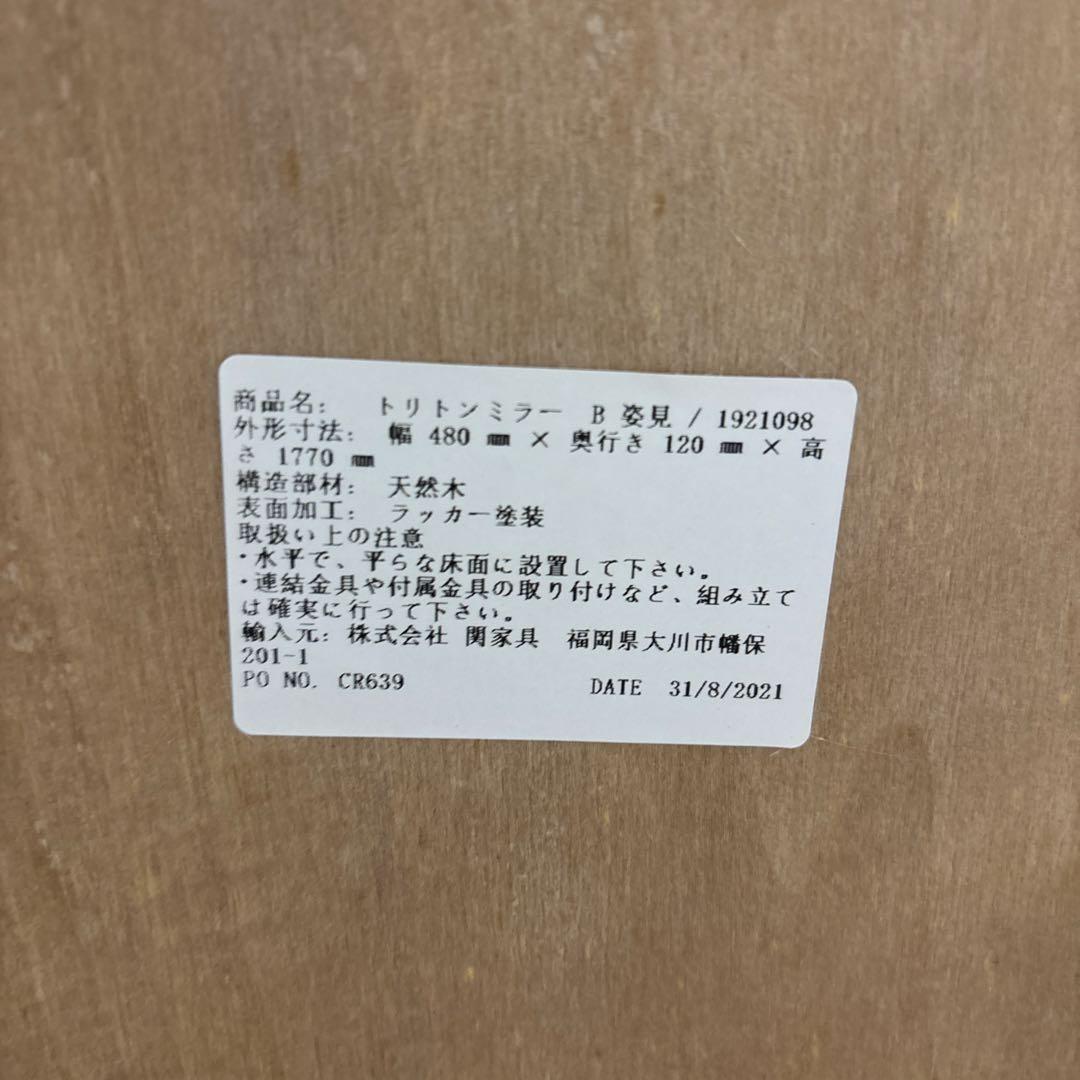 商品名: トリトンミラー B 姿見 / 1921098
外形寸法: 幅 480 ㎜ × 奥行き 120 ㎜ × 高
さ 1770 ㎜
構造部材: 天然木
表面加工: ラッカー塗装
取扱い上の注意
・水平で、平らな床面に設置して下さい。
・連結金具や付属金具の取り付けなど、組み立て
は確実に行って下さい。
輸入元: 株式会社 関家具 福岡県大川市幡保
201-1
PO NO. CR639 DATE 31/8/2021